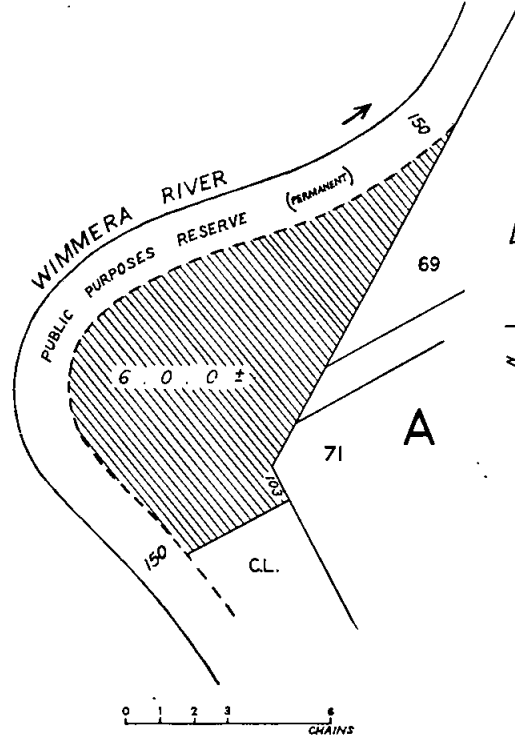 150
WIMMERA RIVER
PUBLIC PURPOSES RESERVE (PERMANENT)
69
6 . 0 . 0 ±
A
71
103
150
C.L.
0 1 2 3 6
CHAINS